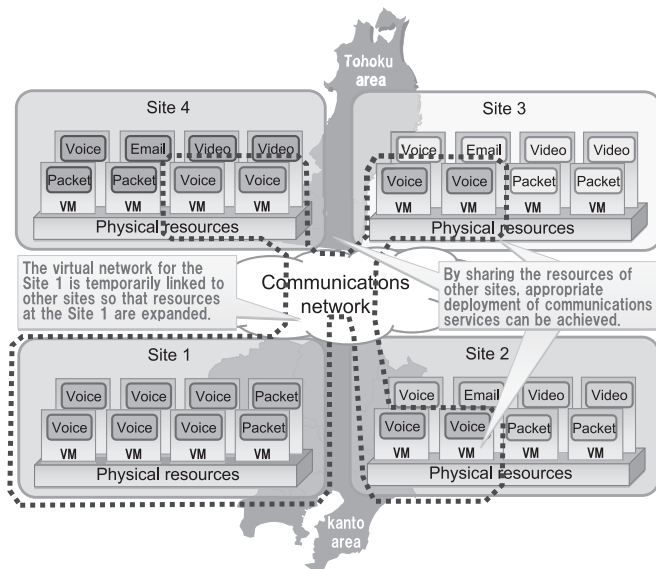 Tohoku
area
Site 4
Voice Email Video Video
Packet Packet Voice Voice
VM VM VM VM
Physical resources
Site 3
Voice Email Video Video
Voice Voice Packet Packet
VM VM VM VM
Physical resources
The virtual network for the
Site 1 is temporarily linked to
other sites so that resources
at the Site 1 are expanded.
Communications
network
By sharing the resources of
other sites, appropriate
deployment of communications
services can be achieved.
Site 1
Voice Voice Voice Packet
Voice Voice Voice Packet
VM VM VM VM
Physical resources
Site 2
Voice Email Video Video
Voice Voice Packet Packet
VM VM VM VM
Physical resources
kanto
area